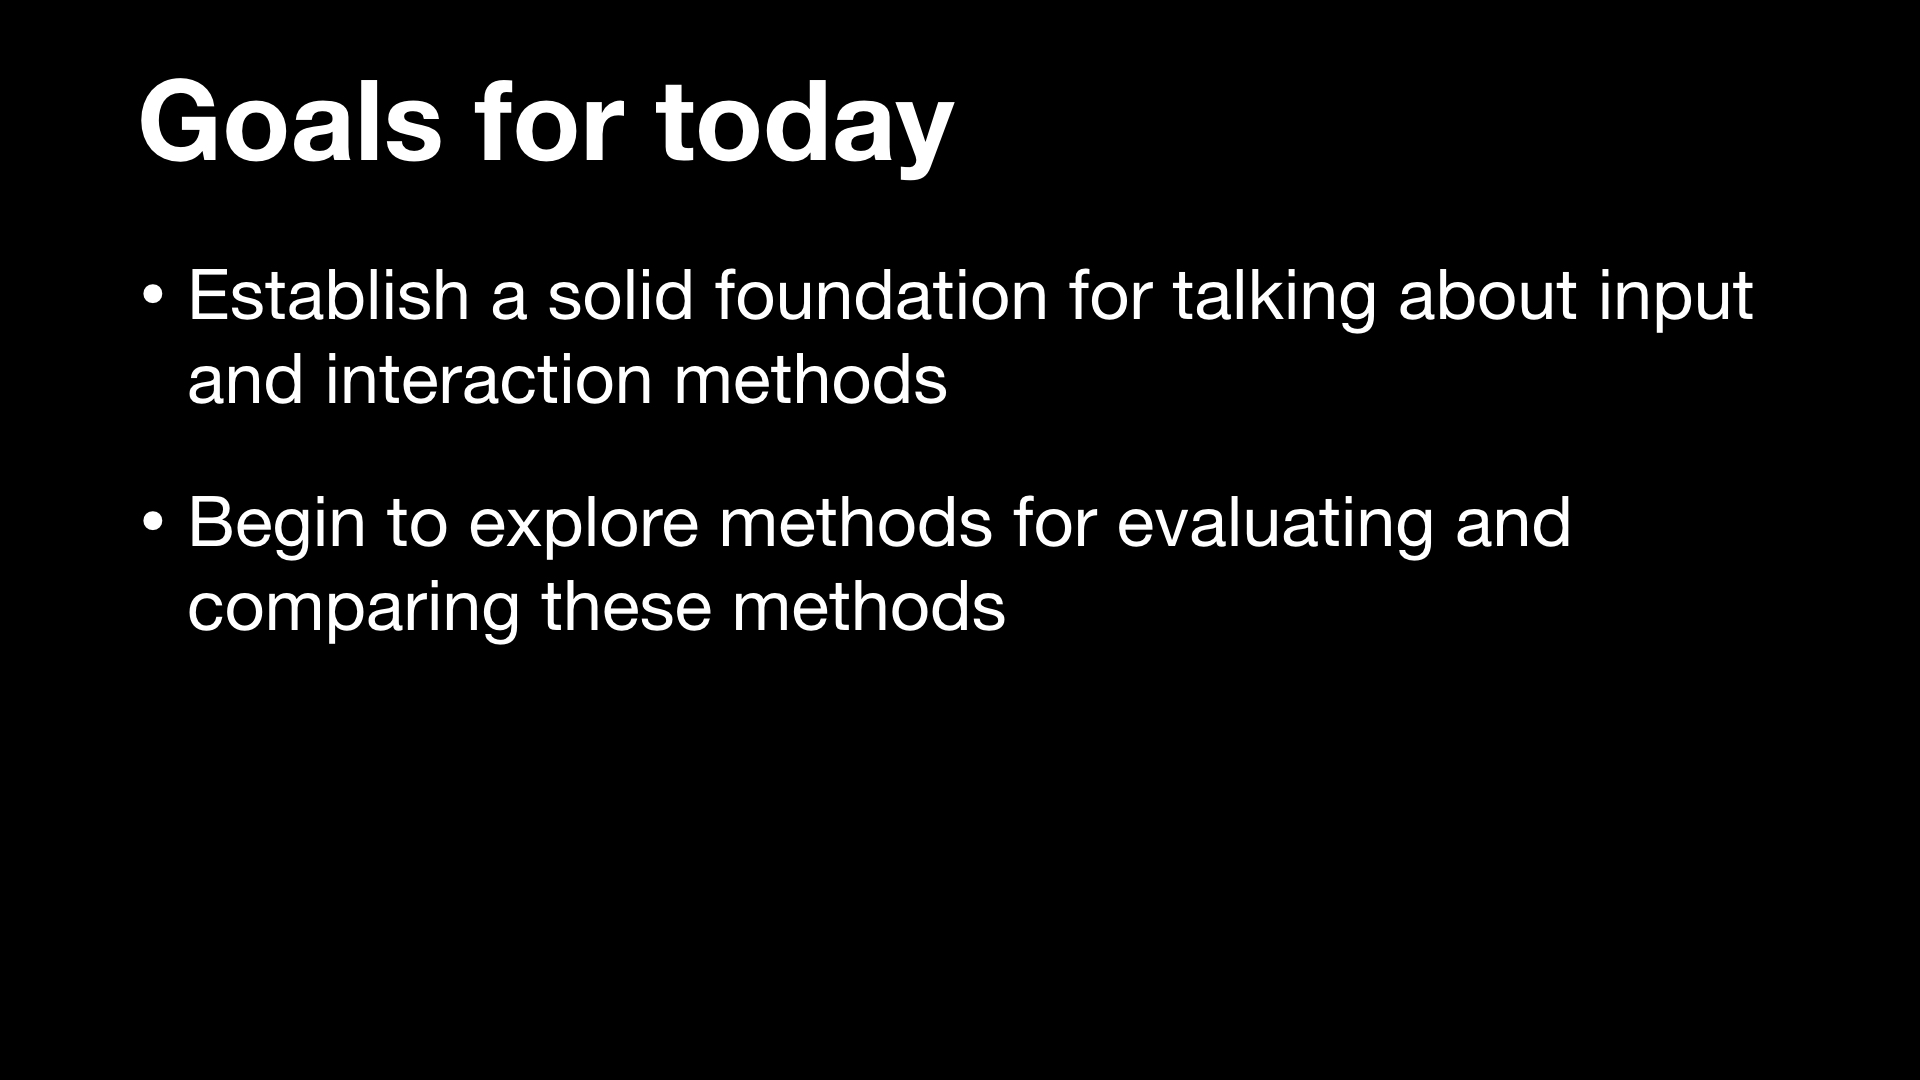 Goals for today
• Establish a solid foundation for talking about input
and interaction methods
• Begin to explore methods for evaluating and
comparing these methods